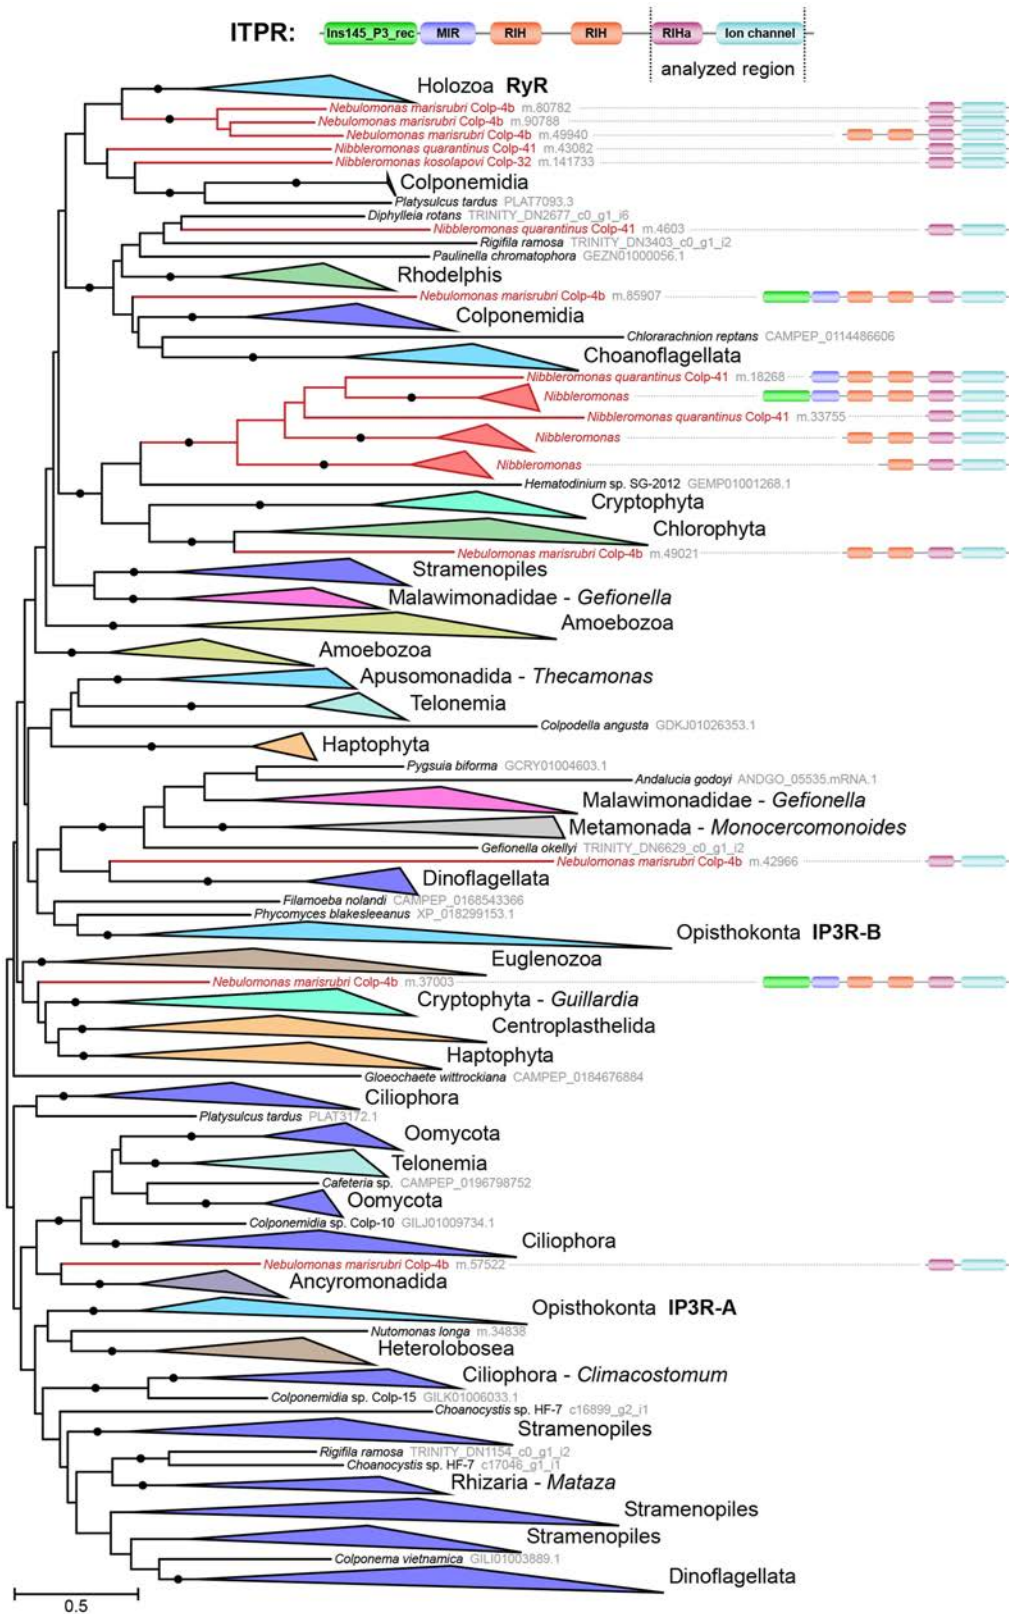 ITPR: Ins145_P3_rec MIR RIH RIH RIHa Ion channel
analyzed region
Holozoa RyR
Nebulomonas marisrubri Colp-4b m.80782
Nebulomonas marisrubri Colp-4b m.90788
Nebulomonas marisrubri Colp-4b m.49940
Nibbleromonas quarantinus Colp-41 m.43082
Nibbleromonas kosolapovi Colp-32 m.141733
Colponemidia
Platysulcus tardus PLAT7093.3
Diphylleia rotans TRINITY_DN2677_c0_g1_i6
Nibbleromonas quarantinus Colp-41 m.4603
Rigifila ramosa TRINITY_DN3403_c0_g1_i2
Paulinella chromatophora GEZN01000056.1
Rhodelphis
Nebulomonas marisrubri Colp-4b m.85907
Colponemidia
Chlorarachnion reptans CAMPEP_0114486606
Choanoflagellata
Nibbleromonas quarantinus Colp-41 m.18268
Nibbleromonas
Nibbleromonas quarantinus Colp-41 m.33755
Nibbleromonas
Nibbleromonas
Hematodinium sp. SG-2012 GEMP01001268.1
Cryptophyta
Chlorophyta
Nebulomonas marisrubri Colp-4b m.49021
Stramenopiles
Malawimonadidae - Gefionella
Amoebozoa
Amoebozoa
Apusomonadida - Thecamonas
Telonemia
Colpodella angusta GDKJ01026353.1
Haptophyta
Pygsuia biforma GCRY01004603.1
Andalucia godoyi ANDGO_05535.mRNA.1
Malawimonadidae - Gefionella
Metamonada - Monocercomonoides
Gefionella okellyi TRINITY_DN6629_c0_g1_i2
Nebulomonas marisrubri Colp-4b m.42966
Dinoflagellata
Filamoeba nolandi CAMPEP_0168543366
Phycomyces blakesleeanus XP_018299153.1
Opisthokonta IP3R-B
Euglenozoa
Nebulomonas marisrubri Colp-4b m.37003
Cryptophyta - Guillardia
Centroplasthelida
Haptophyta
Gloeochaete wittrockiana CAMPEP_0184676884
Ciliophora
Platysulcus tardus PLAT3172.1
Oomycota
Telonemia
Cafeteria sp. CAMPEP_0196798752
Oomycota
Colponemidia sp. Colp-10 GILJ01009734.1
Ciliophora
Nebulomonas marisrubri Colp-4b m.57522
Ancyromonadida
Opisthokonta IP3R-A
Nutomonas longa m.34838
Heterolobosea
Ciliophora - Climacostomum
Colponemidia sp. Colp-15 GILK01006033.1
Choanocystis sp. HF-7 c16899_g2_i1
Stramenopiles
Rigifila ramosa TRINITY_DN1154_c0_g1_i2
Choanocystis sp. HF-7 c17046_g1_i1
Rhizaria - Mataza
Stramenopiles
Stramenopiles
Colponema vietnamica GILI01003889.1
Dinoflagellata
0.5